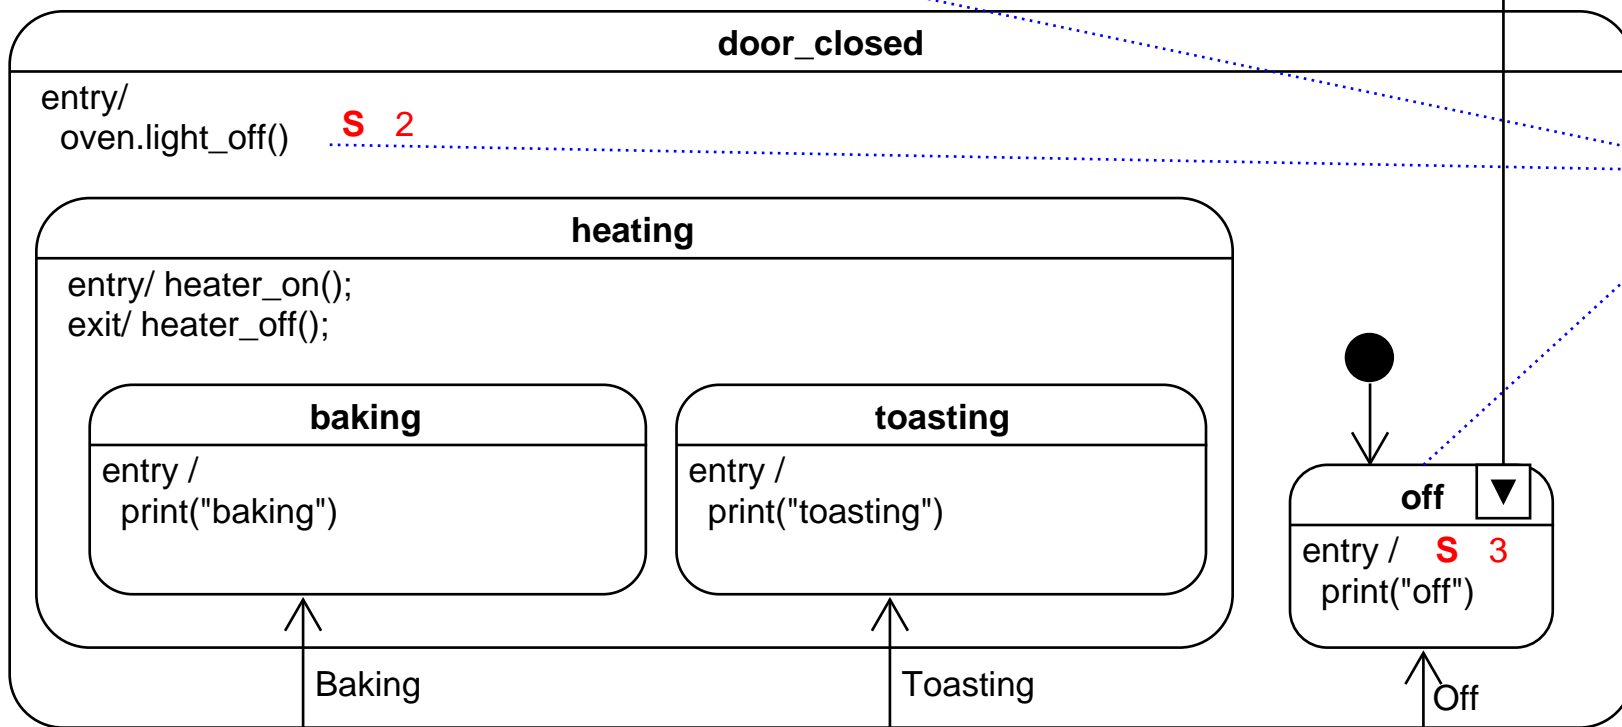 door_closed
entry/
oven.light_off() S 2
heating
entry/ heater_on();
exit/ heater_off();
baking
entry /
print("baking")
toasting
entry /
print("toasting")
off
entry / S 3
print("off")
Baking
Toasting
Off